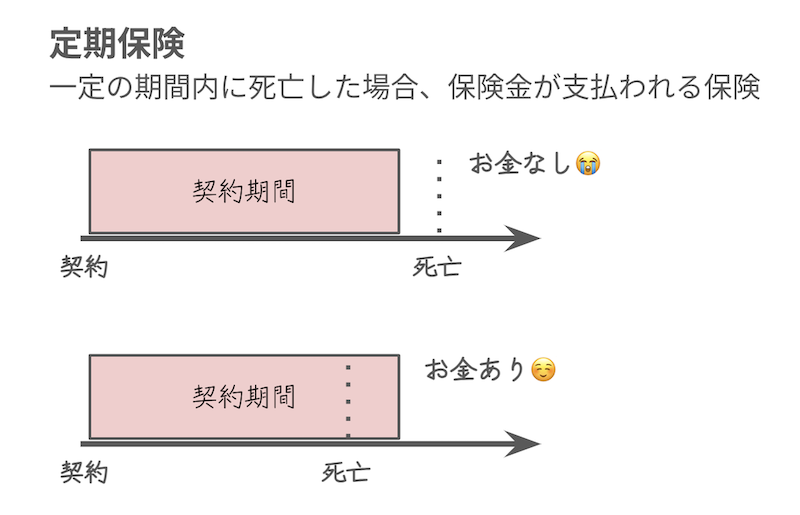 定期保険
一定の期間内に死亡した場合、保険金が支払われる保険
お金なし😭
契約期間
契約
死亡
お金あり☺️
契約期間
契約
死亡